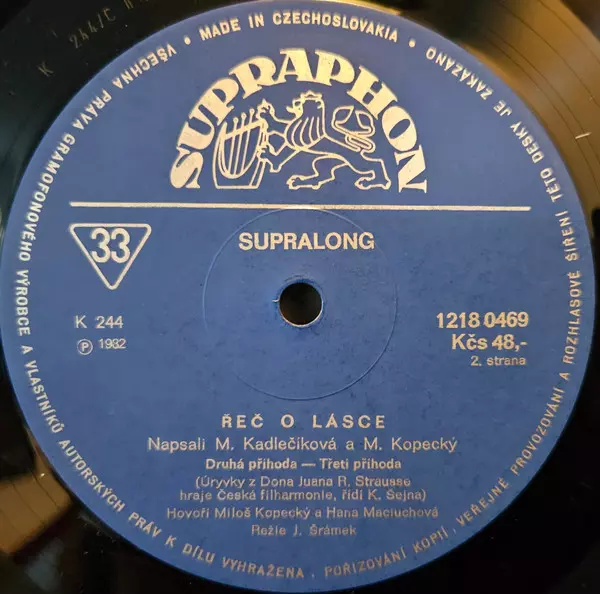 K 244/C
MADE IN CZECHOSLOVAKIA • VŠECHNA PRÁVA GRAMOFONOVÉHO VÝROBCE A VLASTNÍKŮ AUTORSKÝCH PRÁV K DÍLU VYHRAŽENA. POŘIZOVÁNÍ KOPIÍ, VEŘEJNÉ PROVOZOVÁNÍ A ROZHLASOVÉ ŠÍŘENÍ TÉTO DESKY JE ZAKÁZÁNO •
SUPRAPHON
33
SUPRALONG
K 244
Ⓟ 1982
1218 0469
Kčs 48,-
2. strana
ŘEČ O LÁSCE
Napsali M. Kadlečíková a M. Kopecký
Druhá příhoda — Třetí příhoda
(Úryvky z Dona Juana R. Strausse
hraje Česká filharmonie, řídí K. Šejna)
Hovoří Miloš Kopecký a Hana Maciuchová
Režie J. Šrámek